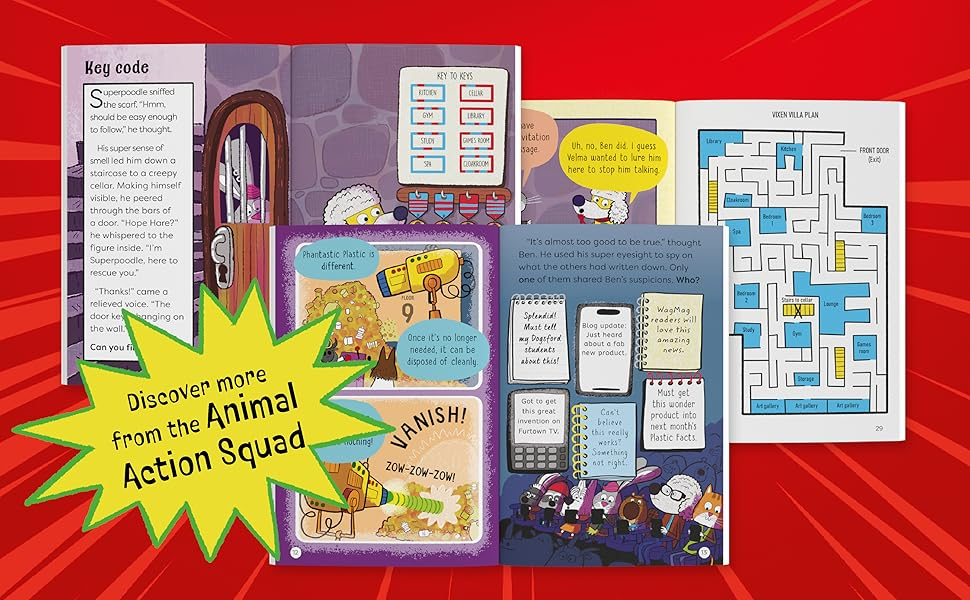 Key code
Superpoodle sniffed
the scarf. "Hmm,
should be easy enough
to follow," he thought.
His super sense of
smell led him down a
staircase to a creepy
cellar. Making himself
visible, he peered
through the bars of
a door. "Hope Hare?"
he whispered to the
figure inside. "I'm
Superpoodle, here to
rescue you."
"Thanks!" came a
relieved voice. "The
door key
hanging on
the wall.
Can you
KEY TO KEYS
KITCHEN
CELLAR
GYM
LIBRARY
STUDY
GAMES ROOM
SPA
CLOAKROOM
Uh, no, Ben did. I guess
Velma wanted to lure him
here to stop him talking.
VIXEN VILLA PLAN
FRONT DOOR
(Exit)
Library
Kitchen
Cloakroom
Bedroom
1
Bedroom
3
Spa
Bedroom
2
Stairs to cellar
Lounge
Study
Gym
Games
room
Storage
Art gallery
Art gallery
Art gallery
29
Phantastic Plastic is
different.
FLOOR
9
Once it's no longer
needed, it can be
disposed of cleanly.
VANISH!
ZOW-ZOW-ZOW!
12
"It's almost too good to be true," thought
Ben. He used his super eyesight to spy on
what the others had written down. Only
one of them shared Ben's suspicions. Who?
Splendid!
Must tell
my Dogsford
students
about this!
Blog update:
Just heard
about a fab
new product.
WagMag
readers will
love this
amazing
news.
Got to get
this great
invention on
Furtown TV.
Can't
believe this
really
works?
Something
not right.
Must get
this wonder
product into
next month's
Plastic Facts.
13
Discover more
from the Animal
Action Squad